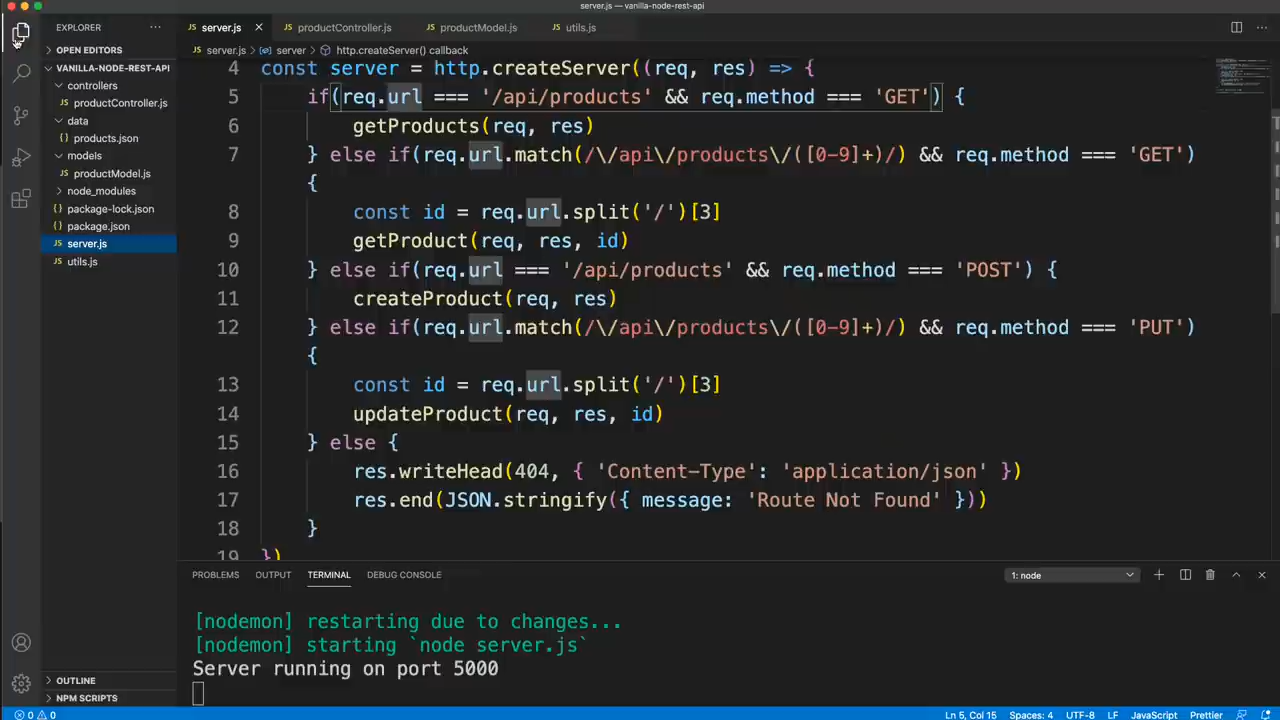 server.js — vanilla-node-rest-api
EXPLORER
server.js
productController.js
productModel.js
utils.js
OPEN EDITORS
VANILLA-NODE-REST-API
controllers
productController.js
data
products.json
models
productModel.js
node_modules
package-lock.json
package.json
server.js
utils.js
OUTLINE
NPM SCRIPTS
server.js > server > http.createServer() callback
4 const server = http.createServer((req, res) => {
5 if(req.url === '/api/products' && req.method === 'GET') {
6 getProducts(req, res)
7 } else if(req.url.match(/\/api\/products\/([0-9]+)/) && req.method === 'GET')
{
8 const id = req.url.split('/')[3]
9 getProduct(req, res, id)
10 } else if(req.url === '/api/products' && req.method === 'POST') {
11 createProduct(req, res)
12 } else if(req.url.match(/\/api\/products\/([0-9]+)/) && req.method === 'PUT')
{
13 const id = req.url.split('/')[3]
14 updateProduct(req, res, id)
15 } else {
16 res.writeHead(404, { 'Content-Type': 'application/json' })
17 res.end(JSON.stringify({ message: 'Route Not Found' }))
18 }
19 })
PROBLEMS OUTPUT TERMINAL DEBUG CONSOLE
1: node
[nodemon] restarting due to changes...
[nodemon] starting `node server.js`
Server running on port 5000
0 0
Ln 5, Col 15 Spaces: 4 UTF-8 LF JavaScript Prettier